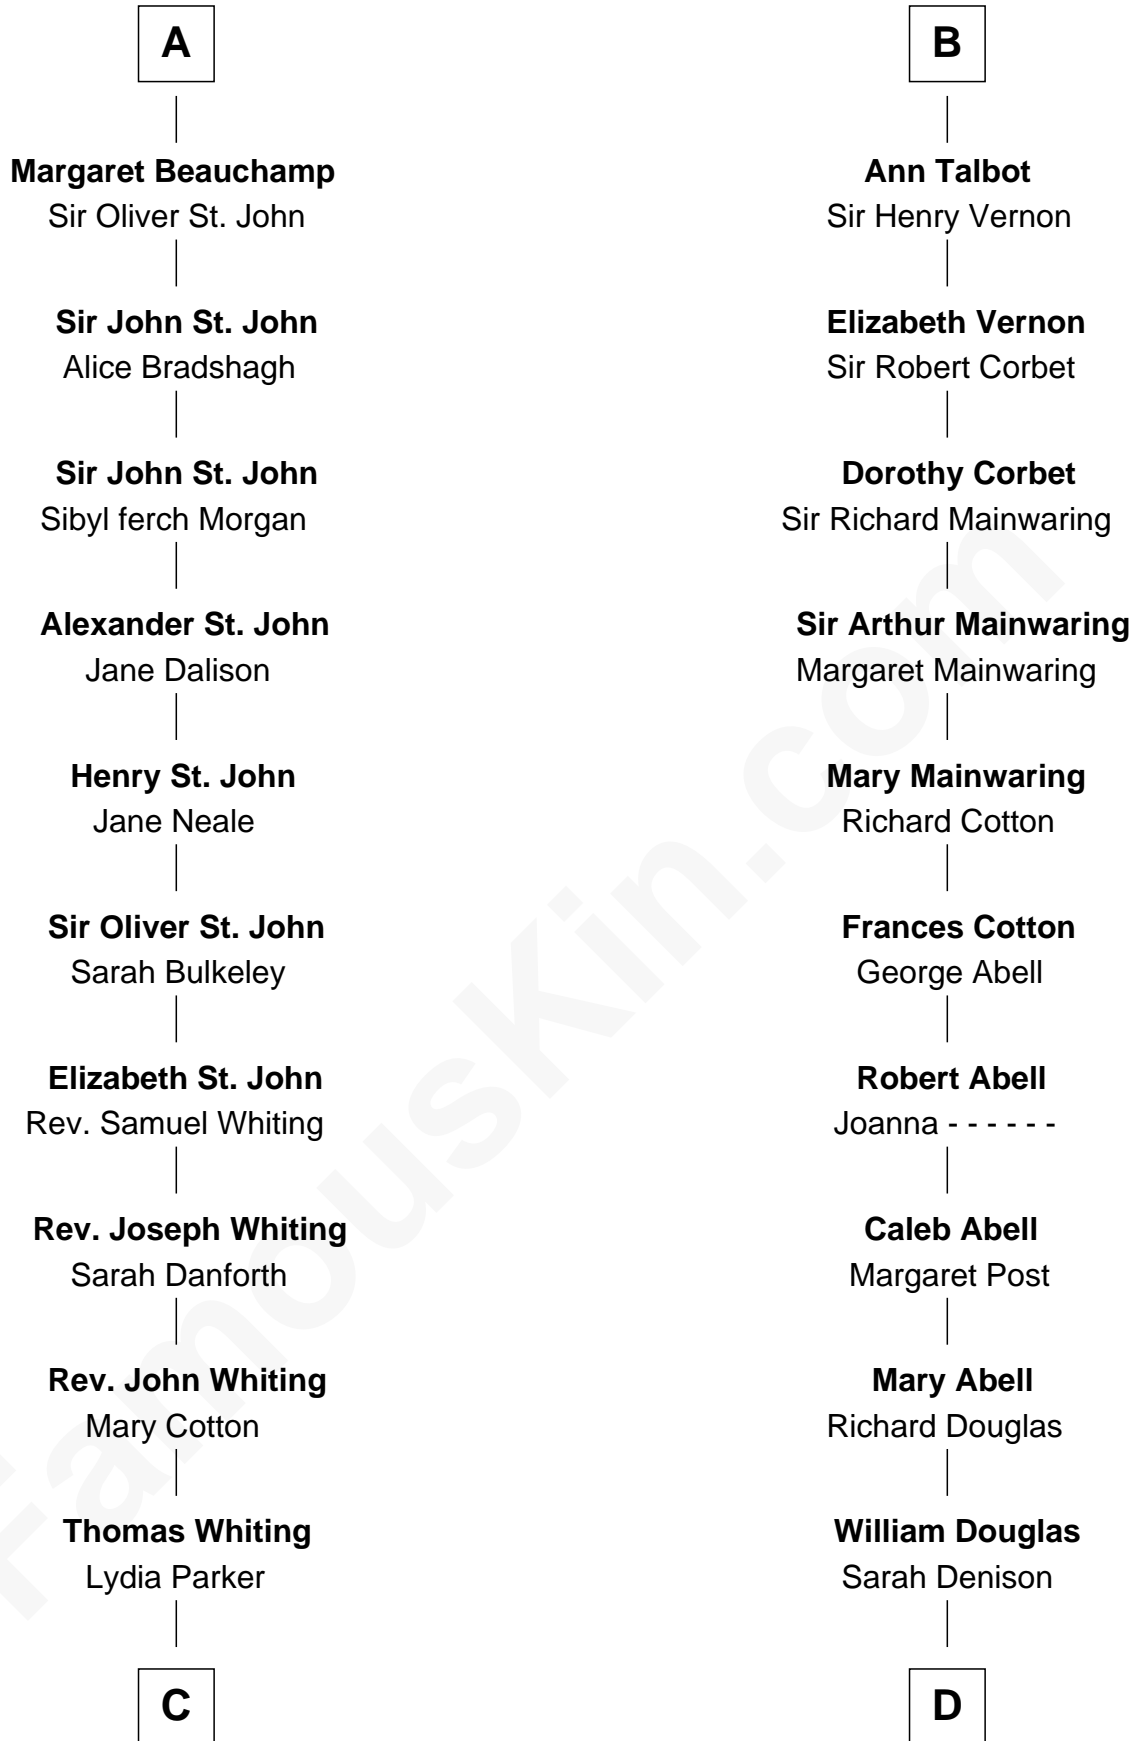 A
Margaret Beauchamp
Sir Oliver St. John
Sir John St. John
Alice Bradshagh
Sir John St. John
Sibyl ferch Morgan
Alexander St. John
Jane Dalison
Henry St. John
Jane Neale
Sir Oliver St. John
Sarah Bulkeley
Elizabeth St. John
Rev. Samuel Whiting
Rev. Joseph Whiting
Sarah Danforth
Rev. John Whiting
Mary Cotton
Thomas Whiting
Lydia Parker
C
B
Ann Talbot
Sir Henry Vernon
Elizabeth Vernon
Sir Robert Corbet
Dorothy Corbet
Sir Richard Mainwaring
Sir Arthur Mainwaring
Margaret Mainwaring
Mary Mainwaring
Richard Cotton
Frances Cotton
George Abell
Robert Abell
Joanna - - - - - -
Caleb Abell
Margaret Post
Mary Abell
Richard Douglas
William Douglas
Sarah Denison
D
FamousKin.com